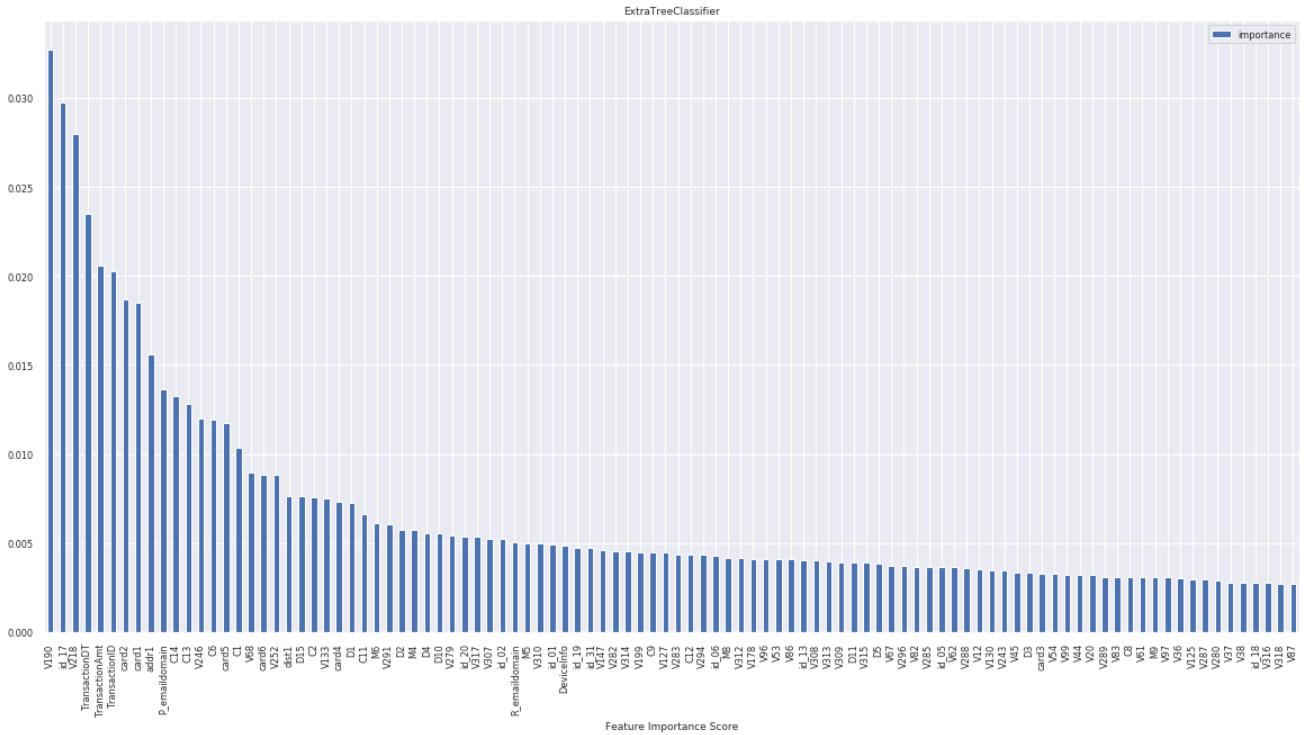 ExtraTreeClassifier
importance
0.030
0.025
0.020
0.015
0.010
0.005
0.000
V190
id_17
V218
TransactionDT
TransactionAmt
TransactionID
card2
card1
addr1
P_emaildomain
C14
C13
V246
C6
card5
C1
V68
card6
V252
dist1
D15
C2
V133
card4
D1
C11
M6
V291
D2
M4
D4
D10
V279
id_20
V317
V307
id_02
R_emaildomain
M5
V310
id_01
DeviceInfo
id_19
id_31
V147
V282
V314
V199
C9
V127
V283
C12
V294
id_06
M8
V312
V178
V96
V53
V86
id_13
V308
V313
V309
D11
V315
D5
V67
V296
V82
V285
id_05
V62
V288
V12
V130
V243
V45
D3
card3
V54
V99
V44
V20
V289
V83
C8
V61
M9
V97
V36
V125
V287
V280
V37
V38
id_18
V316
V318
V87
Feature Importance Score